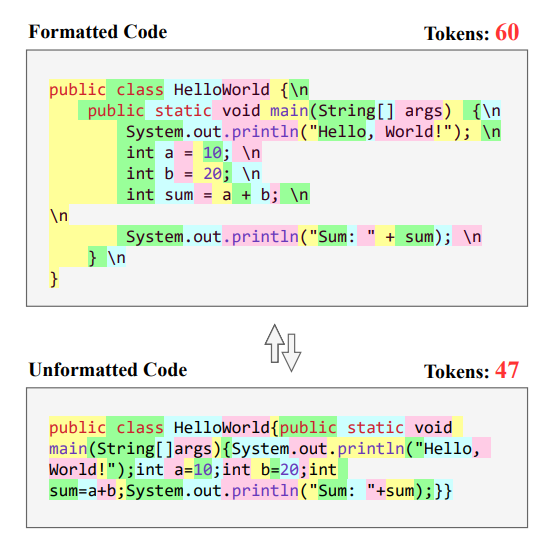 Formatted Code
Tokens: 60
public class HelloWorld {\n
    public static void main(String[] args)  {\n
        System.out.println("Hello, World!"); \n
        int a = 10; \n
        int b = 20; \n
        int sum = a + b; \n
\n
        System.out.println("Sum: " + sum); \n
    } \n
}
Unformatted Code
Tokens: 47
public class HelloWorld{public static void
main(String[]args){System.out.println("Hello,
World!");int a=10;int b=20;int
sum=a+b;System.out.println("Sum: "+sum);}}